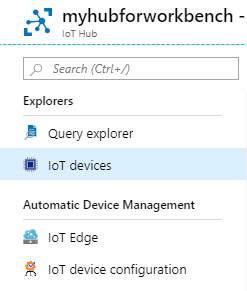 myhubforworkbench -
IoT Hub
Search (Ctrl+/)
Explorers
Query explorer
IoT devices
Automatic Device Management
IoT Edge
IoT device configuration